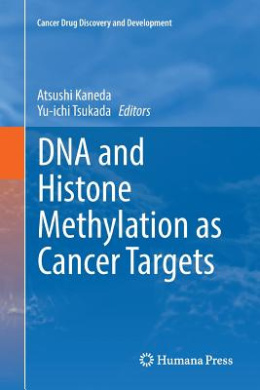 Cancer Drug Discovery and Development
Atsushi Kaneda
Yu-ichi Tsukada Editors
DNA and
Histone
Methylation as
Cancer Targets
Humana Press